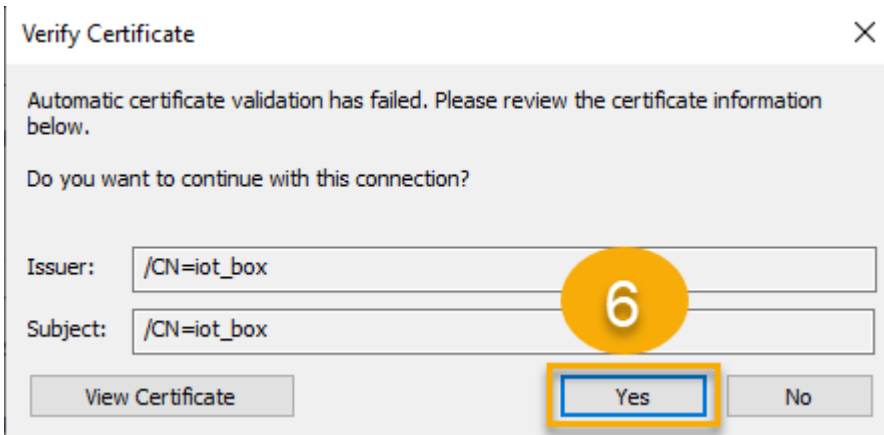 Verify Certificate
Automatic certificate validation has failed. Please review the certificate information
below.
Do you want to continue with this connection?
Issuer: /CN=iot_box
Subject: /CN=iot_box
6
View Certificate Yes No